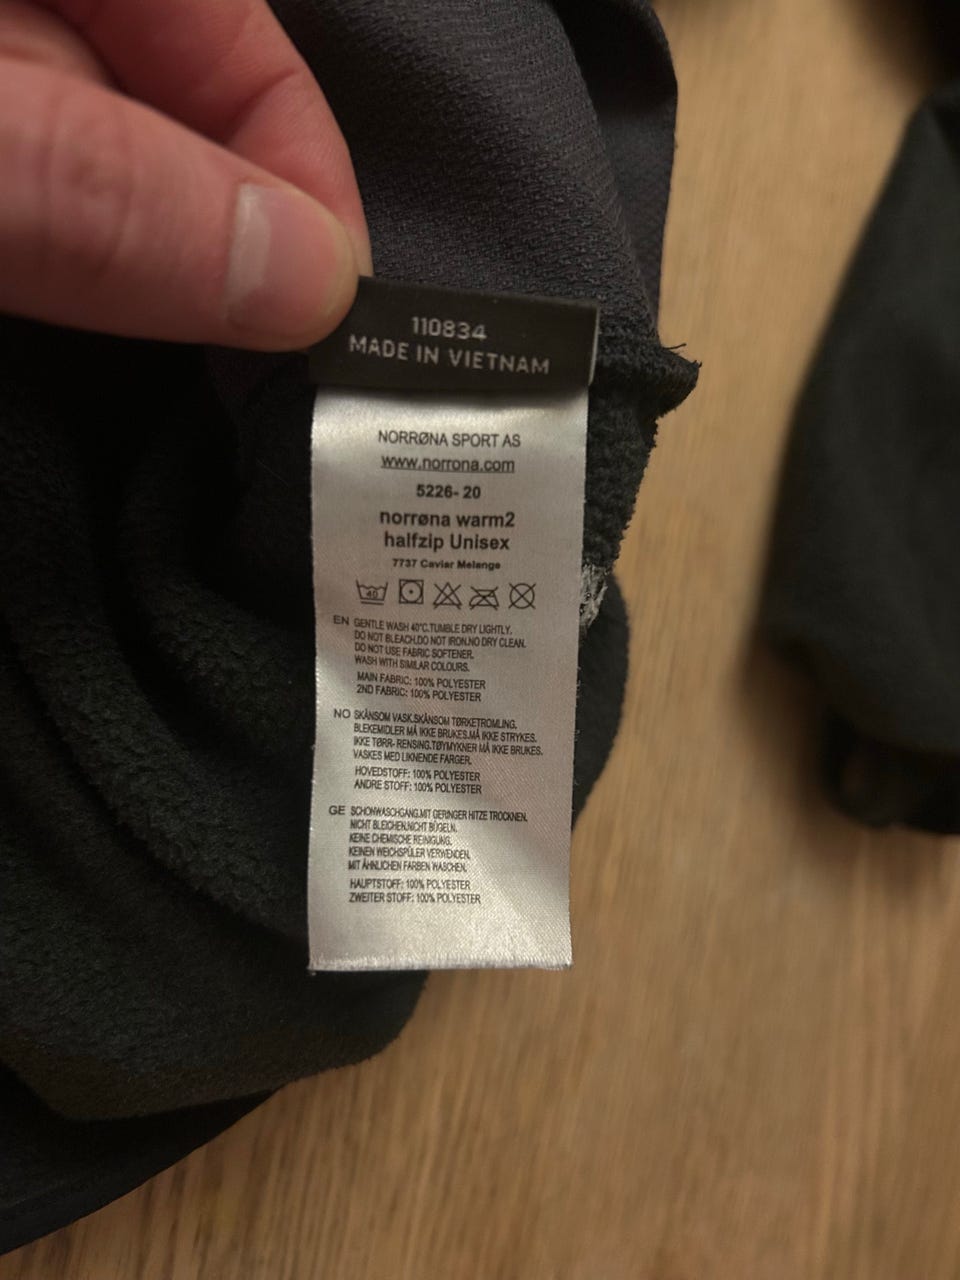 110834
MADE IN VIETNAM
NORRØNA SPORT AS
www.norrona.com
5226- 20
norrøna warm2
halfzip Unisex
7737 Caviar Melange
40
EN GENTLE WASH 40°C.TUMBLE DRY LIGHTLY.
DO NOT BLEACH.DO NOT IRON.NO DRY CLEAN.
DO NOT USE FABRIC SOFTENER.
WASH WITH SIMILAR COLOURS.
MAIN FABRIC: 100% POLYESTER
2ND FABRIC: 100% POLYESTER
NO SKÅNSOM VASK.SKÅNSOM TØRKETROMLING.
BLEKEMIDLER MÅ IKKE BRUKES.MÅ IKKE STRYKES.
IKKE TØRR- RENSING.TØYMYKNER MÅ IKKE BRUKES.
VASKES MED LIKNENDE FARGER.
HOVEDSTOFF: 100% POLYESTER
ANDRE STOFF: 100% POLYESTER
GE SCHONWASCHGANG.MIT GERINGER HITZE TROCKNEN.
NICHT BLEICHEN.NICHT BÜGELN.
KEINE CHEMISCHE REINIGUNG.
KEINEN WEICHSPÜLER VERWENDEN.
MIT ÄHNLICHEN FARBEN WASCHEN.
HAUPTSTOFF: 100% POLYESTER
ZWEITER STOFF: 100% POLYESTER